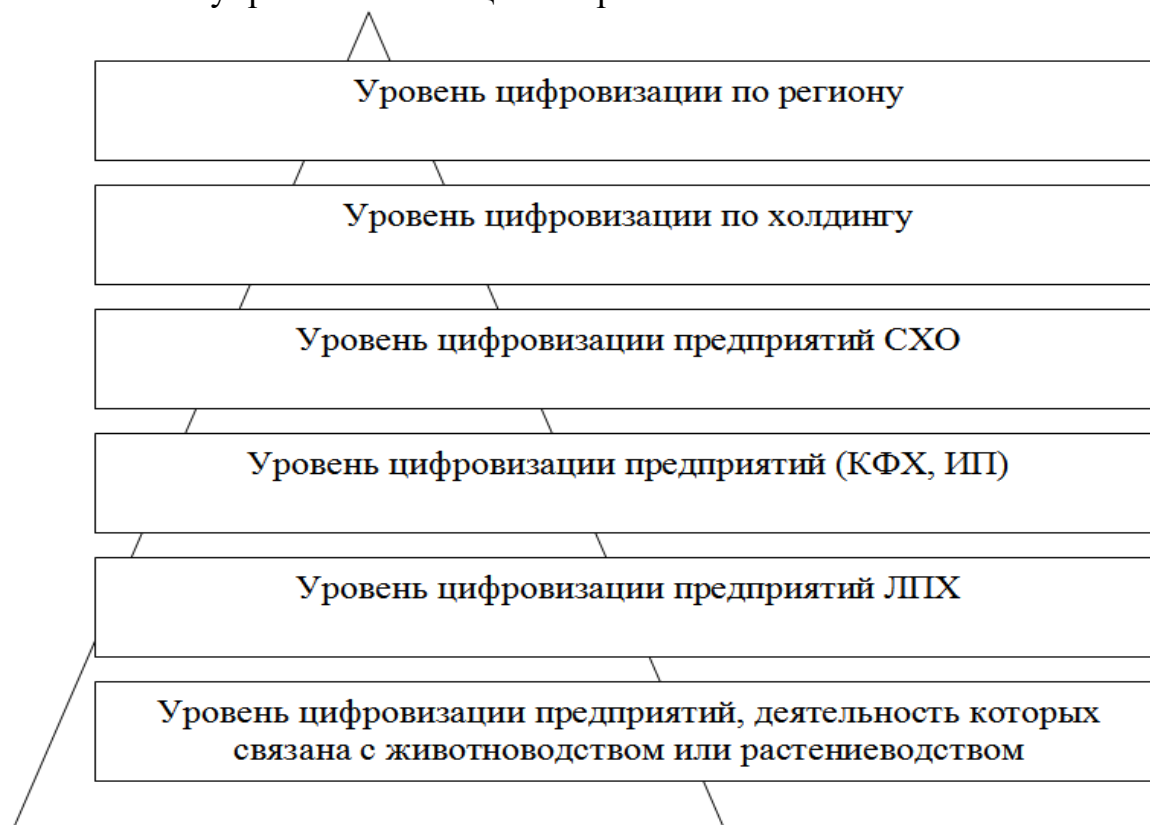 Уровень цифровизации по региону
Уровень цифровизации по холдингу
Уровень цифровизации предприятий СХО
Уровень цифровизации предприятий (КФХ, ИП)
Уровень цифровизации предприятий ЛПХ
Уровень цифровизации предприятий, деятельность которых
связана с животноводством или растениеводством